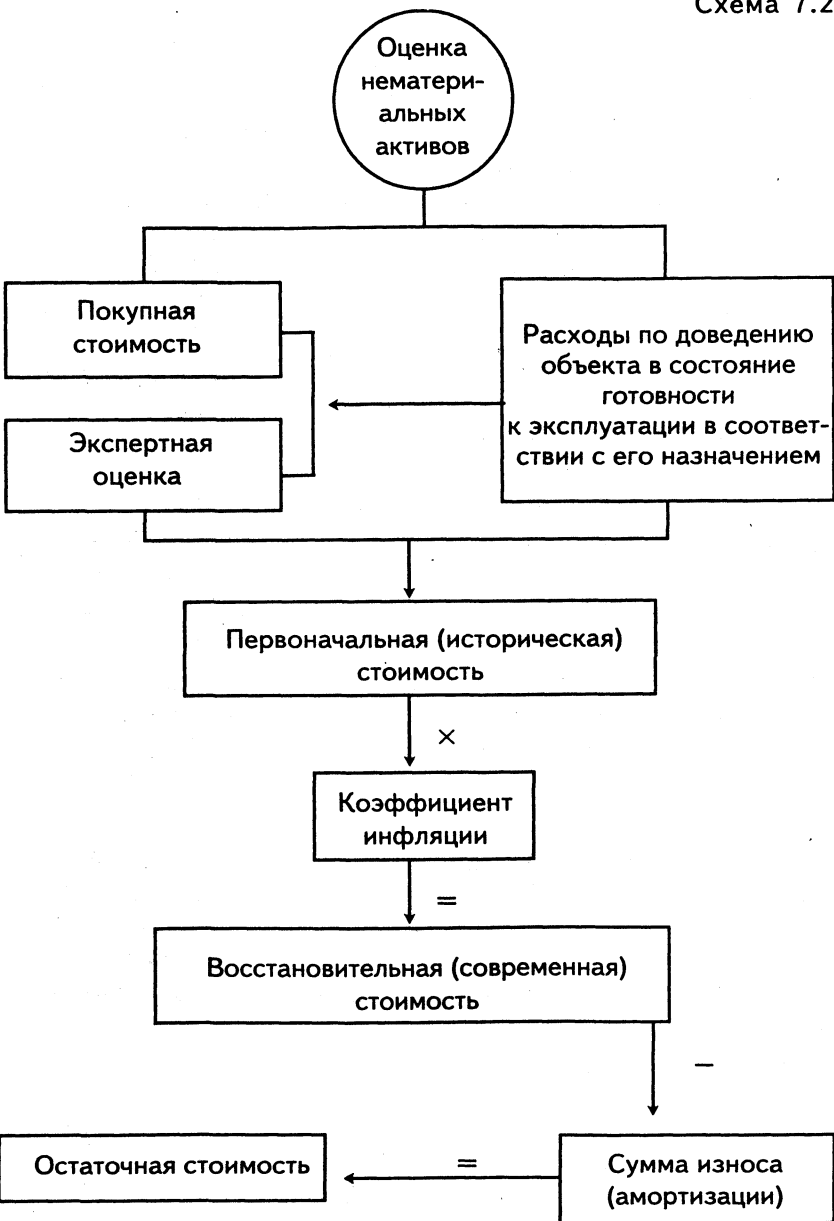 Схема 7.2
Оценка
нематери-
альных
активов
Покупная
стоимость
Расходы по доведению
объекта в состояние
готовности
к эксплуатации в соответ-
ствии с его назначением
Экспертная
оценка
Первоначальная (историческая)
стоимость
×
Коэффициент
инфляции
=
Восстановительная (современная)
стоимость
–
Остаточная стоимость
=
Сумма износа
(амортизации)